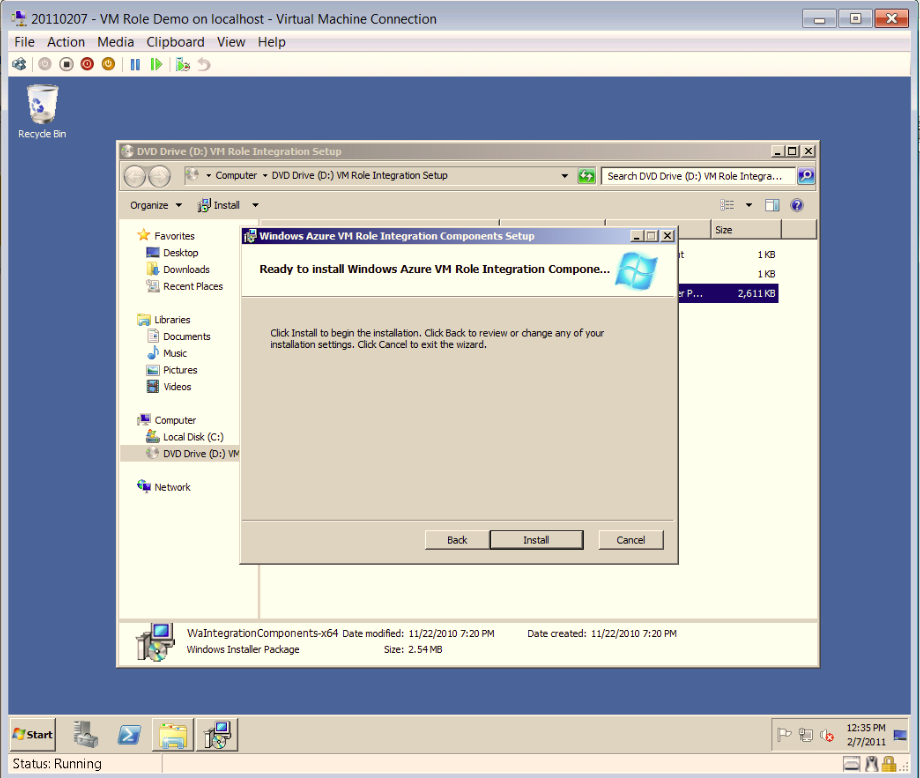 20110207 - VM Role Demo on localhost - Virtual Machine Connection
File Action Media Clipboard View Help
Recycle Bin
DVD Drive (D:) VM Role Integration Setup
Computer DVD Drive (D:) VM Role Integration Setup
Search DVD Drive (D:) VM Role Integra...
Organize Install
Size
Favorites
Desktop
Downloads
Recent Places
Libraries
Documents
Music
Pictures
Videos
Computer
Local Disk (C:)
DVD Drive (D:) VM
Network
1 KB
1 KB
er P... 2,611 KB
Windows Azure VM Role Integration Components Setup
Ready to install Windows Azure VM Role Integration Compone...
Click Install to begin the installation. Click Back to review or change any of your
installation settings. Click Cancel to exit the wizard.
Back Install Cancel
WaIntegrationComponents-x64 Date modified: 11/22/2010 7:20 PM Date created: 11/22/2010 7:20 PM
Windows Installer Package Size: 2.54 MB
Start
12:35 PM
2/7/2011
Status: Running